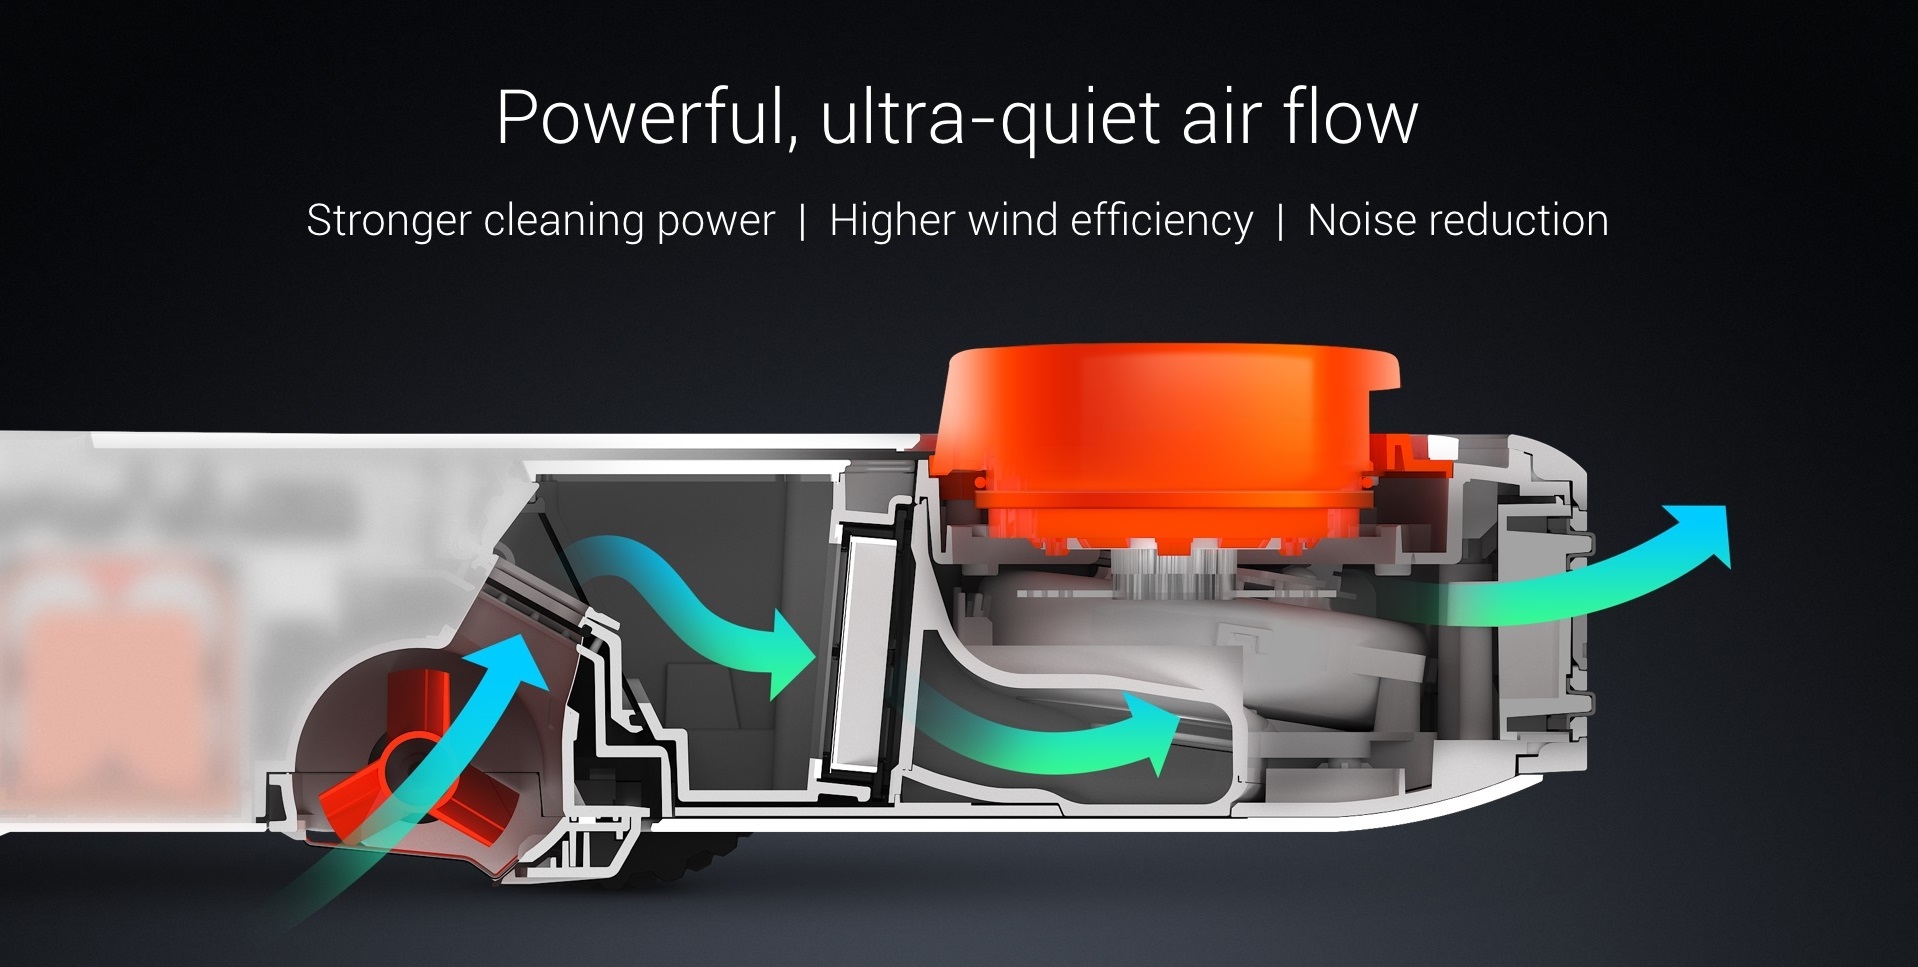 Powerful, ultra-quiet air flow
Stronger cleaning power | Higher wind efficiency | Noise reduction